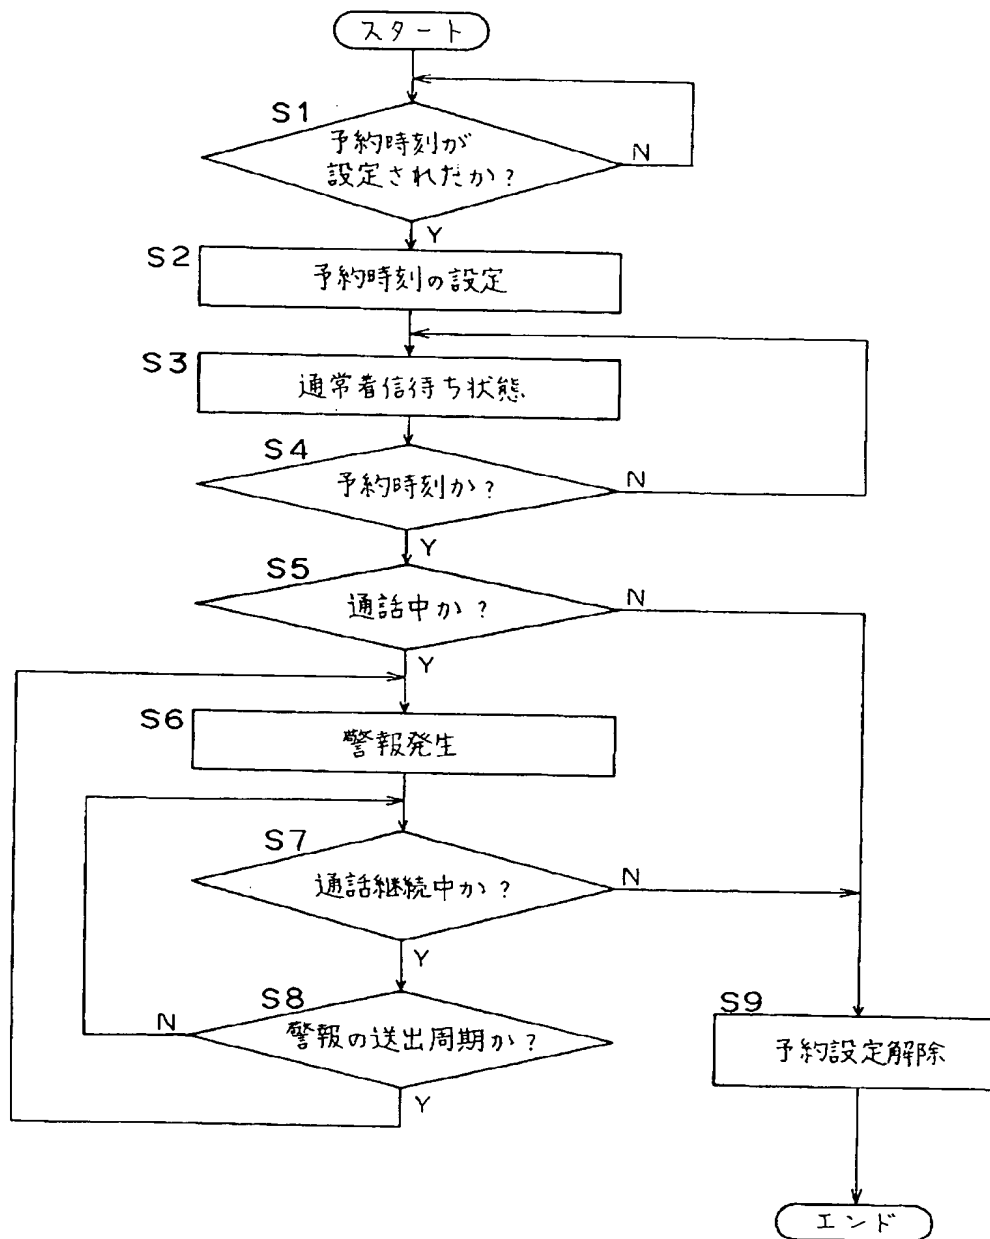 スタート
S1
予約時刻が
設定されたか？
N
Y
S2
予約時刻の設定
S3
通常着信待ち状態
S4
予約時刻か？
N
Y
S5
通話中か？
N
Y
S6
警報発生
S7
通話継続中か？
N
Y
S8
警報の送出周期か？
N
Y
S9
予約設定解除
エンド